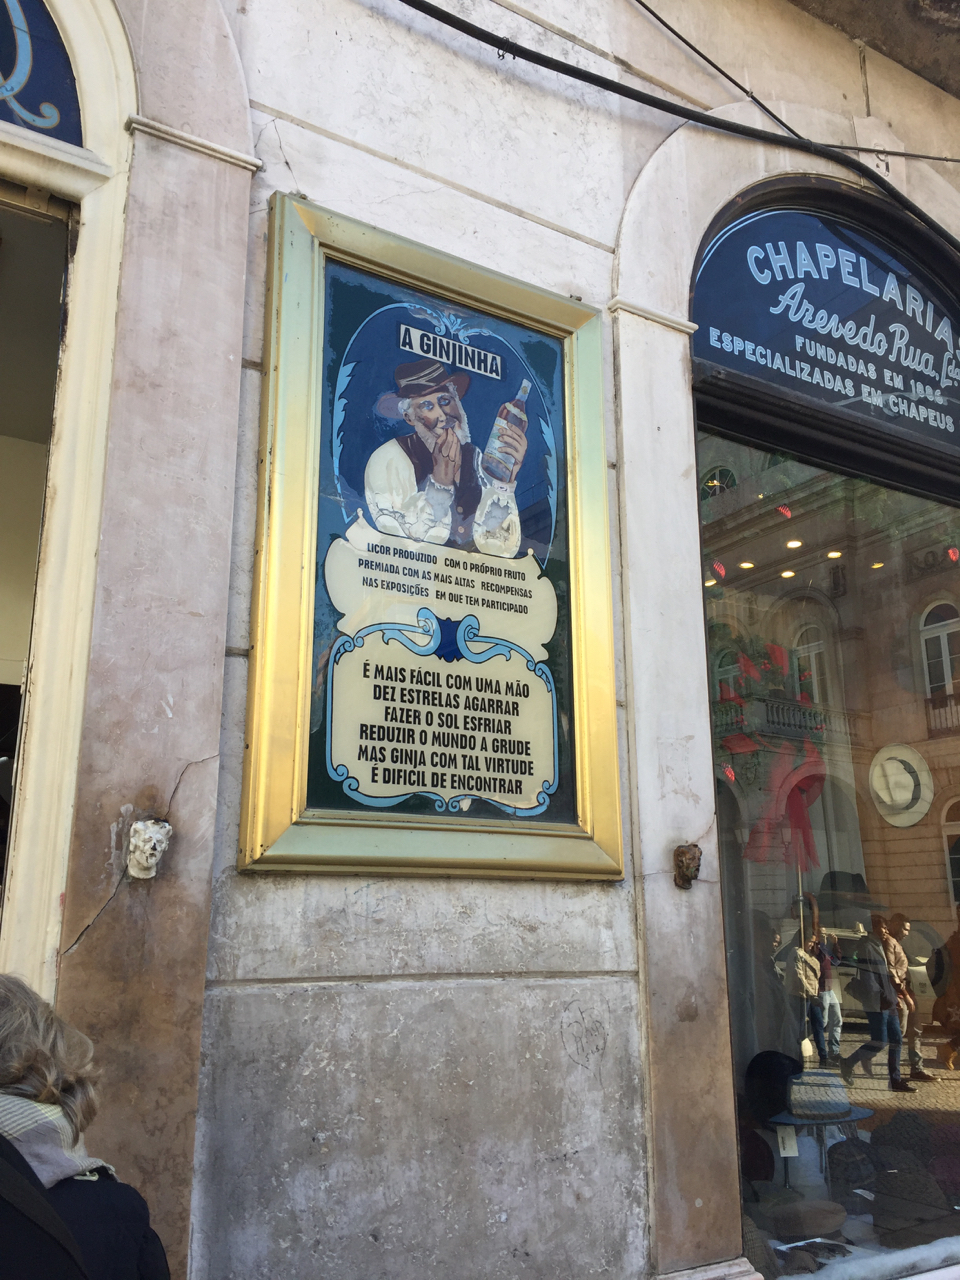 A GINJINHA
LICOR PRODUZIDO COM O PRÓPRIO FRUTO
PREMIADA COM AS MAIS ALTAS RECOMPENSAS
NAS EXPOSIÇÕES EM QUE TEM PARTICIPADO
É MAIS FÁCIL COM UMA MÃO
DEZ ESTRELAS AGARRAR
FAZER O SOL ESFRIAR
REDUZIR O MUNDO A GRUDE
MAS GINJA COM TAL VIRTUDE
É DIFICÍL DE ENCONTRAR
CHAPELARIAS
Azevedo Rua, Lda.
FUNDADAS EM 1886
ESPECIALIZADAS EM CHAPEUS